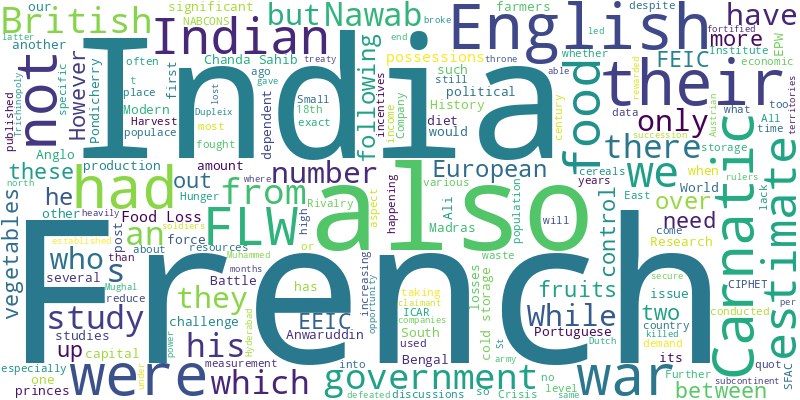 British
significant
NABCONS
but
Nawab
farmers
more
our
latter
another
Indian
English
have
despite
fortified
end
often
led
whether
EPW
broke
treaty
throne
Institute
economic
India
French
also
their
not
However
t
ago
Chanda Sahib
possessions
FEIC
such
still
political
able
rewarded
place
Modern
Harvest
populace
first
gave
following
published
Trichinopoly
specific
Pondicherry
Dupleix
lost
Small
18th
exact
incentives
Company
income
History
diet
would
food
only
data
what
too
Austrian
All
time
territories
Anglo
these
production
most
fought
dependent
amount
century
succession
he
had
out
from
number
European
there
we
when
storage
Carnatic
estimate
north
Food Loss
Hunger
other
heavily
an
post
where
Rivalry
or
high
aspect
happening
Ali
Madras
various
cereals
years
population
will
over
World
East
rulers
lack
need
vegetables
who
s
they
FLW
force
soldiers
about
than
Muhammed
resources
has
increasing
opportunity
losses
waste
cold storage
control
come
Research
established
several
months
Battle
reduce
Mughal
study
his
while
fruits
issue
country
CIPHET
per
secure
challenge
EEIC
Anwaruddin
taking
claimant
ICAR
companies
South
Portuguese
two
killed
demand
conducted
studies
up
capital
measurement
Hyderabad
used
Bengal
St
Dutch
its
Further
subcontinent
especially
one
princes
were
which
power
under
government
into
defeated
level
discussions
no
so
army
Crisis
same
war
between
quot
SFAC